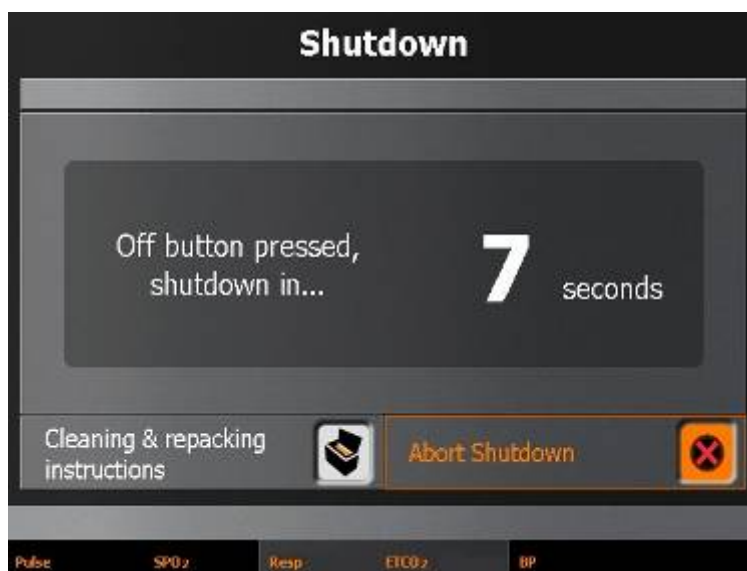 Shutdown
Off button pressed,
shutdown in...
7 seconds
Cleaning & repacking
instructions
Abort Shutdown
Pulse SPO2 Resp ETCO2 BP